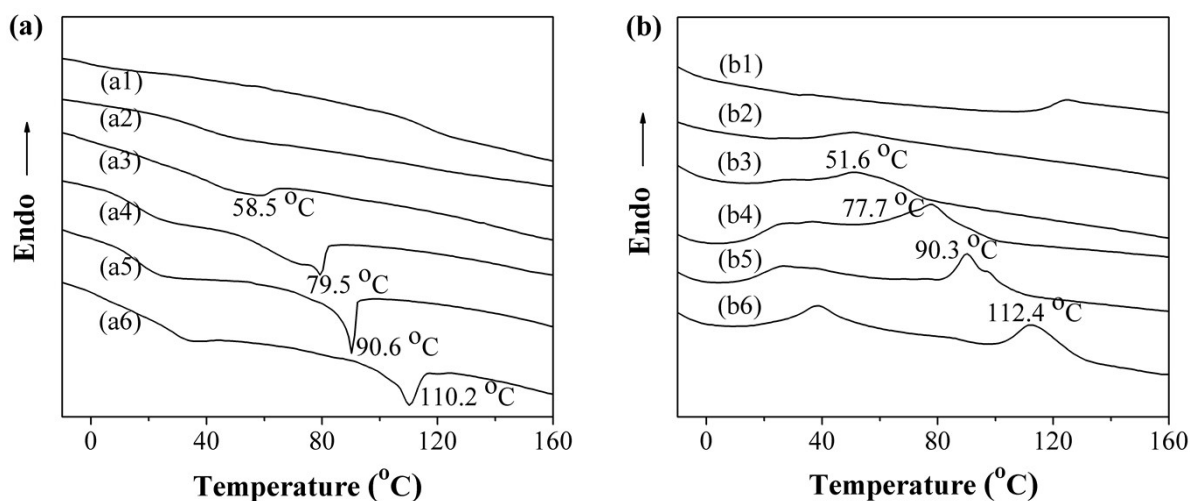 (a)
Endo
(a1)
(a2)
(a3)
58.5 °C
(a4)
79.5 °C
(a5)
90.6 °C
(a6)
110.2 °C
0 40 80 120 160
Temperature (°C)
(b)
Endo
(b1)
(b2)
(b3)
51.6 °C
(b4)
77.7 °C
(b5)
90.3 °C
(b6)
112.4 °C
0 40 80 120 160
Temperature (°C)